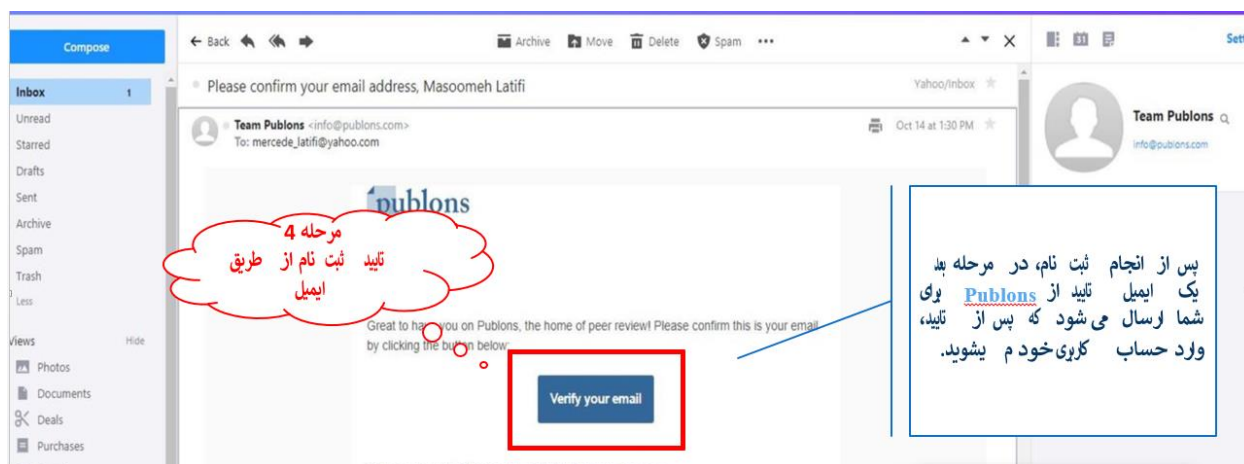 Compose
Back
Archive Move Delete Spam
31
Sett
Inbox 1
Unread
Starred
Drafts
Sent
Archive
Spam
Trash
Less
Views Hide
Photos
Documents
Deals
Purchases
Please confirm your email address, Masoomeh Latifi
Yahoo/Inbox
Team Publons <info@publons.com>
To: mercede_latifi@yahoo.com
Oct 14 at 1:30 PM
publons
مرحله 4
تایید ثبت نام از طریق
ایمیل
Great to have you on Publons, the home of peer review! Please confirm this is your email
by clicking the button below:
Verify your email
Team Publons
info@publons.com
پس از انجام ثبت نام، در مرحله بعد
یک ایمیل تایید از Publons برای
شما ارسال می شود که پس از تایید،
وارد حساب کاربری خود م یشوید.